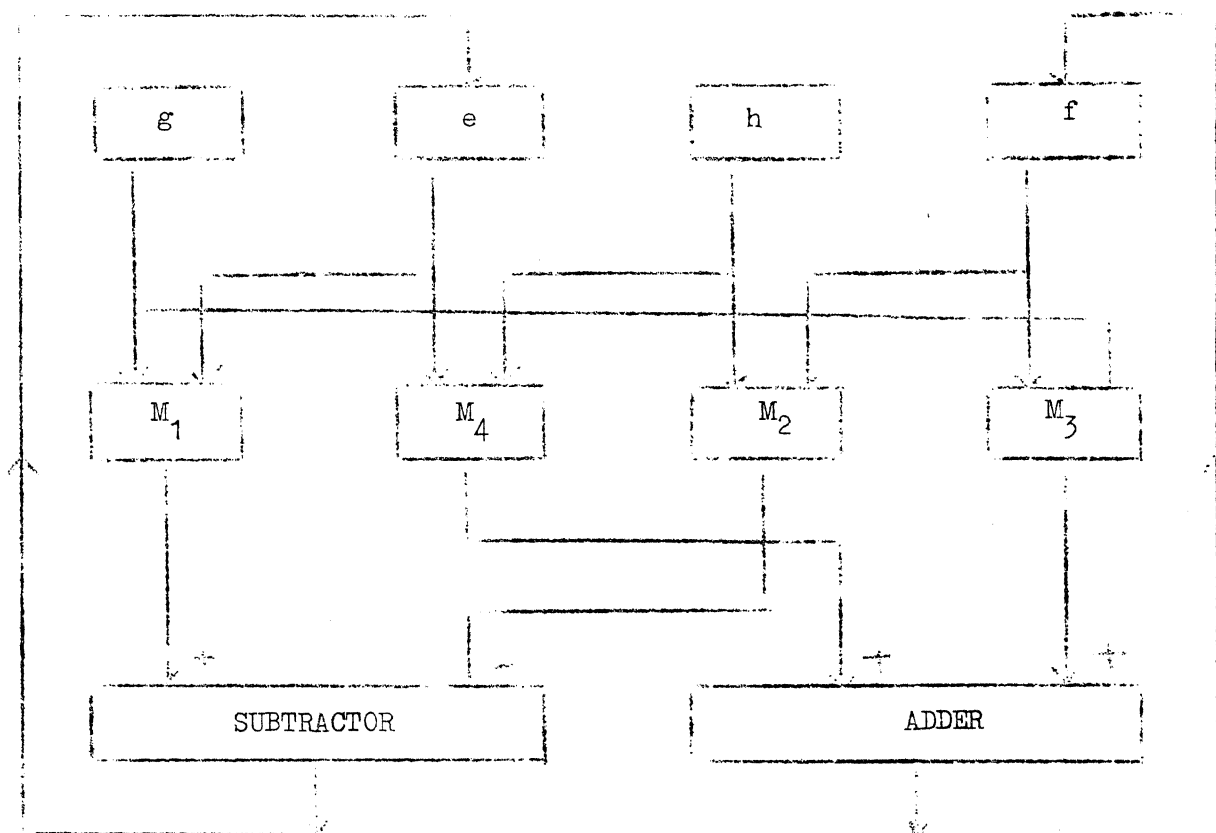 g e h f
M1 M4 M2 M3
+ - + +
SUBTRACTOR ADDER